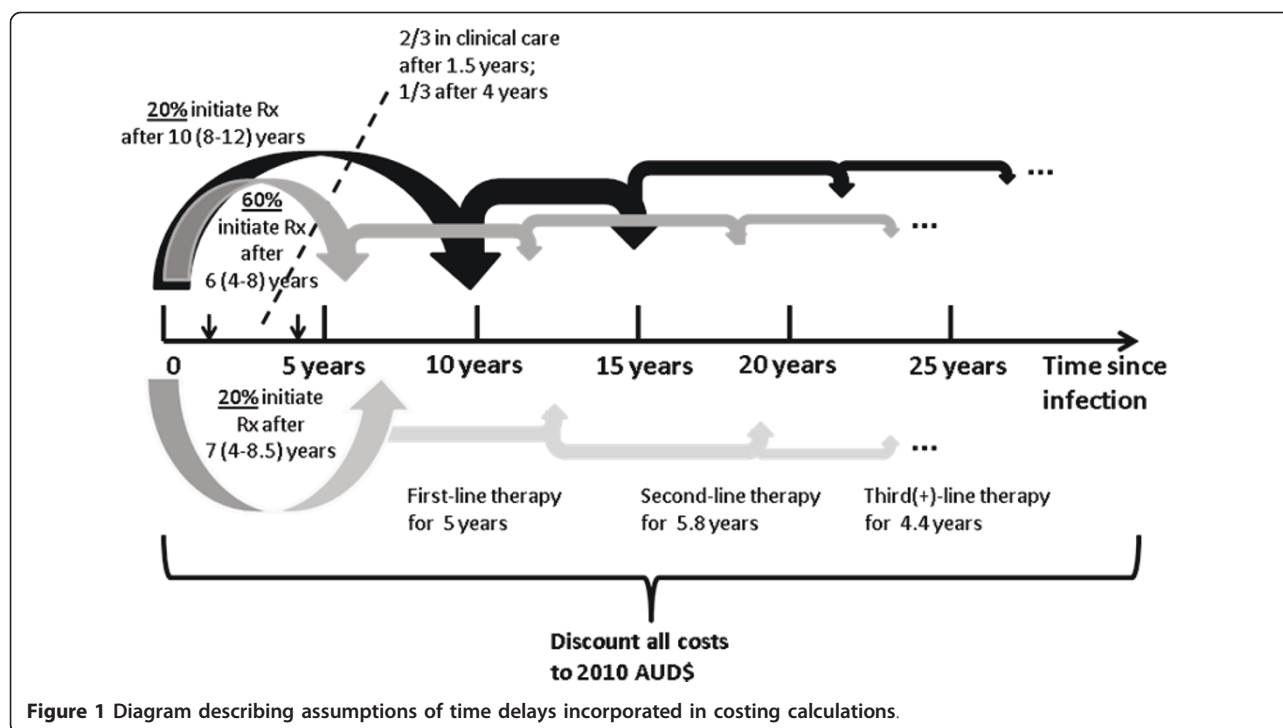 2/3 in clinical care
after 1.5 years;
1/3 after 4 years
20% initiate Rx
after 10 (8-12) years
60%
initiate Rx
after
6 (4-8) years
...
...
0
5 years
10 years
15 years
20 years
25 years
Time since
infection
20% initiate
Rx after
7 (4-8.5) years
...
First-line therapy
for 5 years
Second-line therapy
for 5.8 years
Third(+)-line therapy
for 4.4 years
Discount all costs
to 2010 AUD$
Figure 1 Diagram describing assumptions of time delays incorporated in costing calculations.